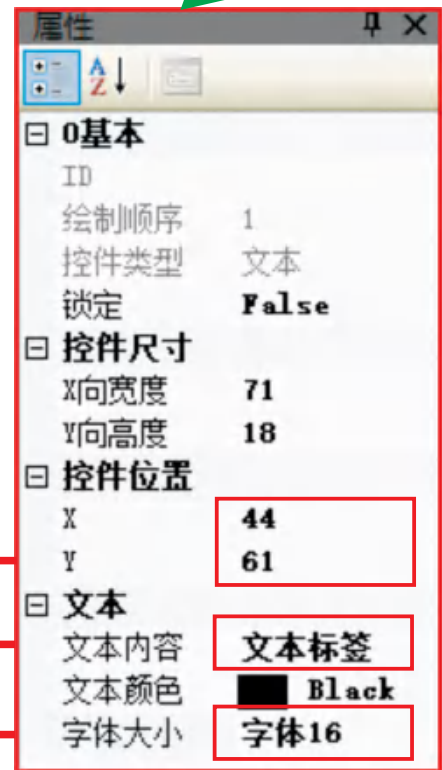 属性
0基本
ID
绘制顺序 1
控件类型 文本
锁定 False
控件尺寸
X向宽度 71
Y向高度 18
控件位置
X 44
Y 61
文本
文本内容 文本标签
文本颜色 Black
字体大小 字体16